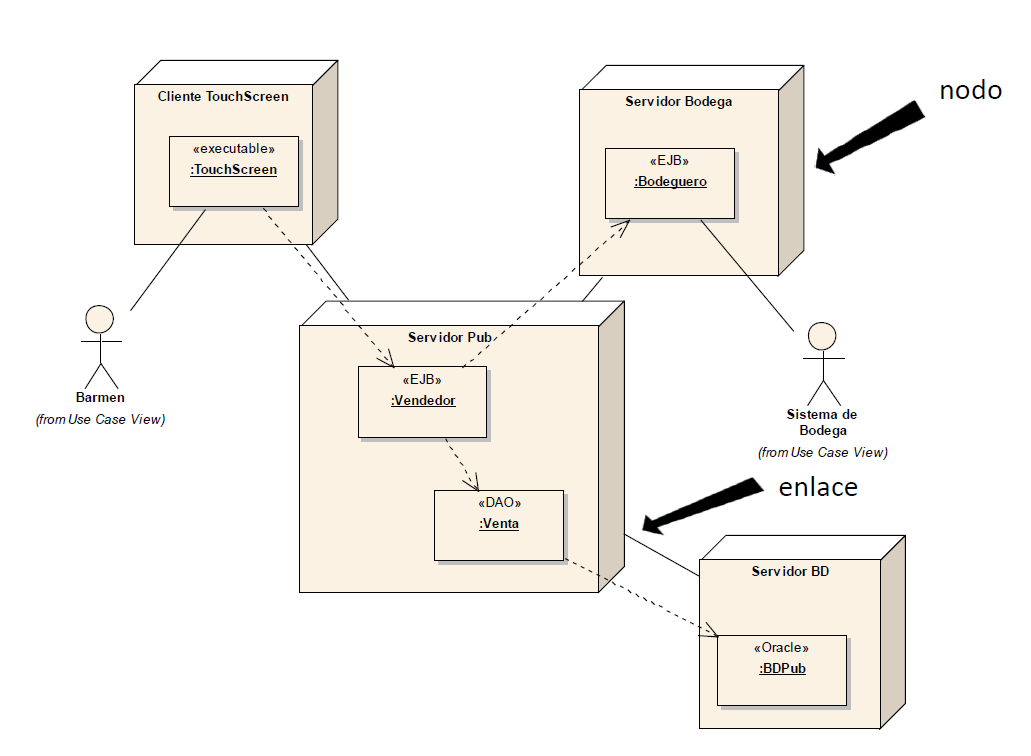 nodo
Cliente TouchScreen
«executable»
:TouchScreen
Servidor Bodega
«EJB»
:Bodeguero
Barmen
(from Use Case View)
Servidor Pub
«EJB»
:Vendedor
«DAO»
:Venta
Sistema de
Bodega
(from Use Case View)
enlace
Servidor BD
«Oracle»
:BDPub